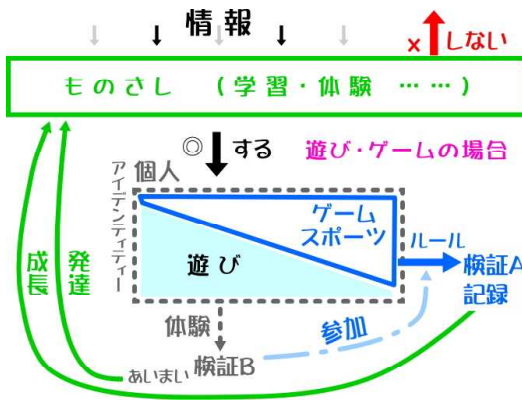 情報
×しない
ものさし （学習・体験 ……）
◎する
遊び・ゲームの場合
個人
アイデンティティー
ゲーム
スポーツ
遊び
ルール
検証A
記録
成長
発達
体験
参加
あいまい
検証B